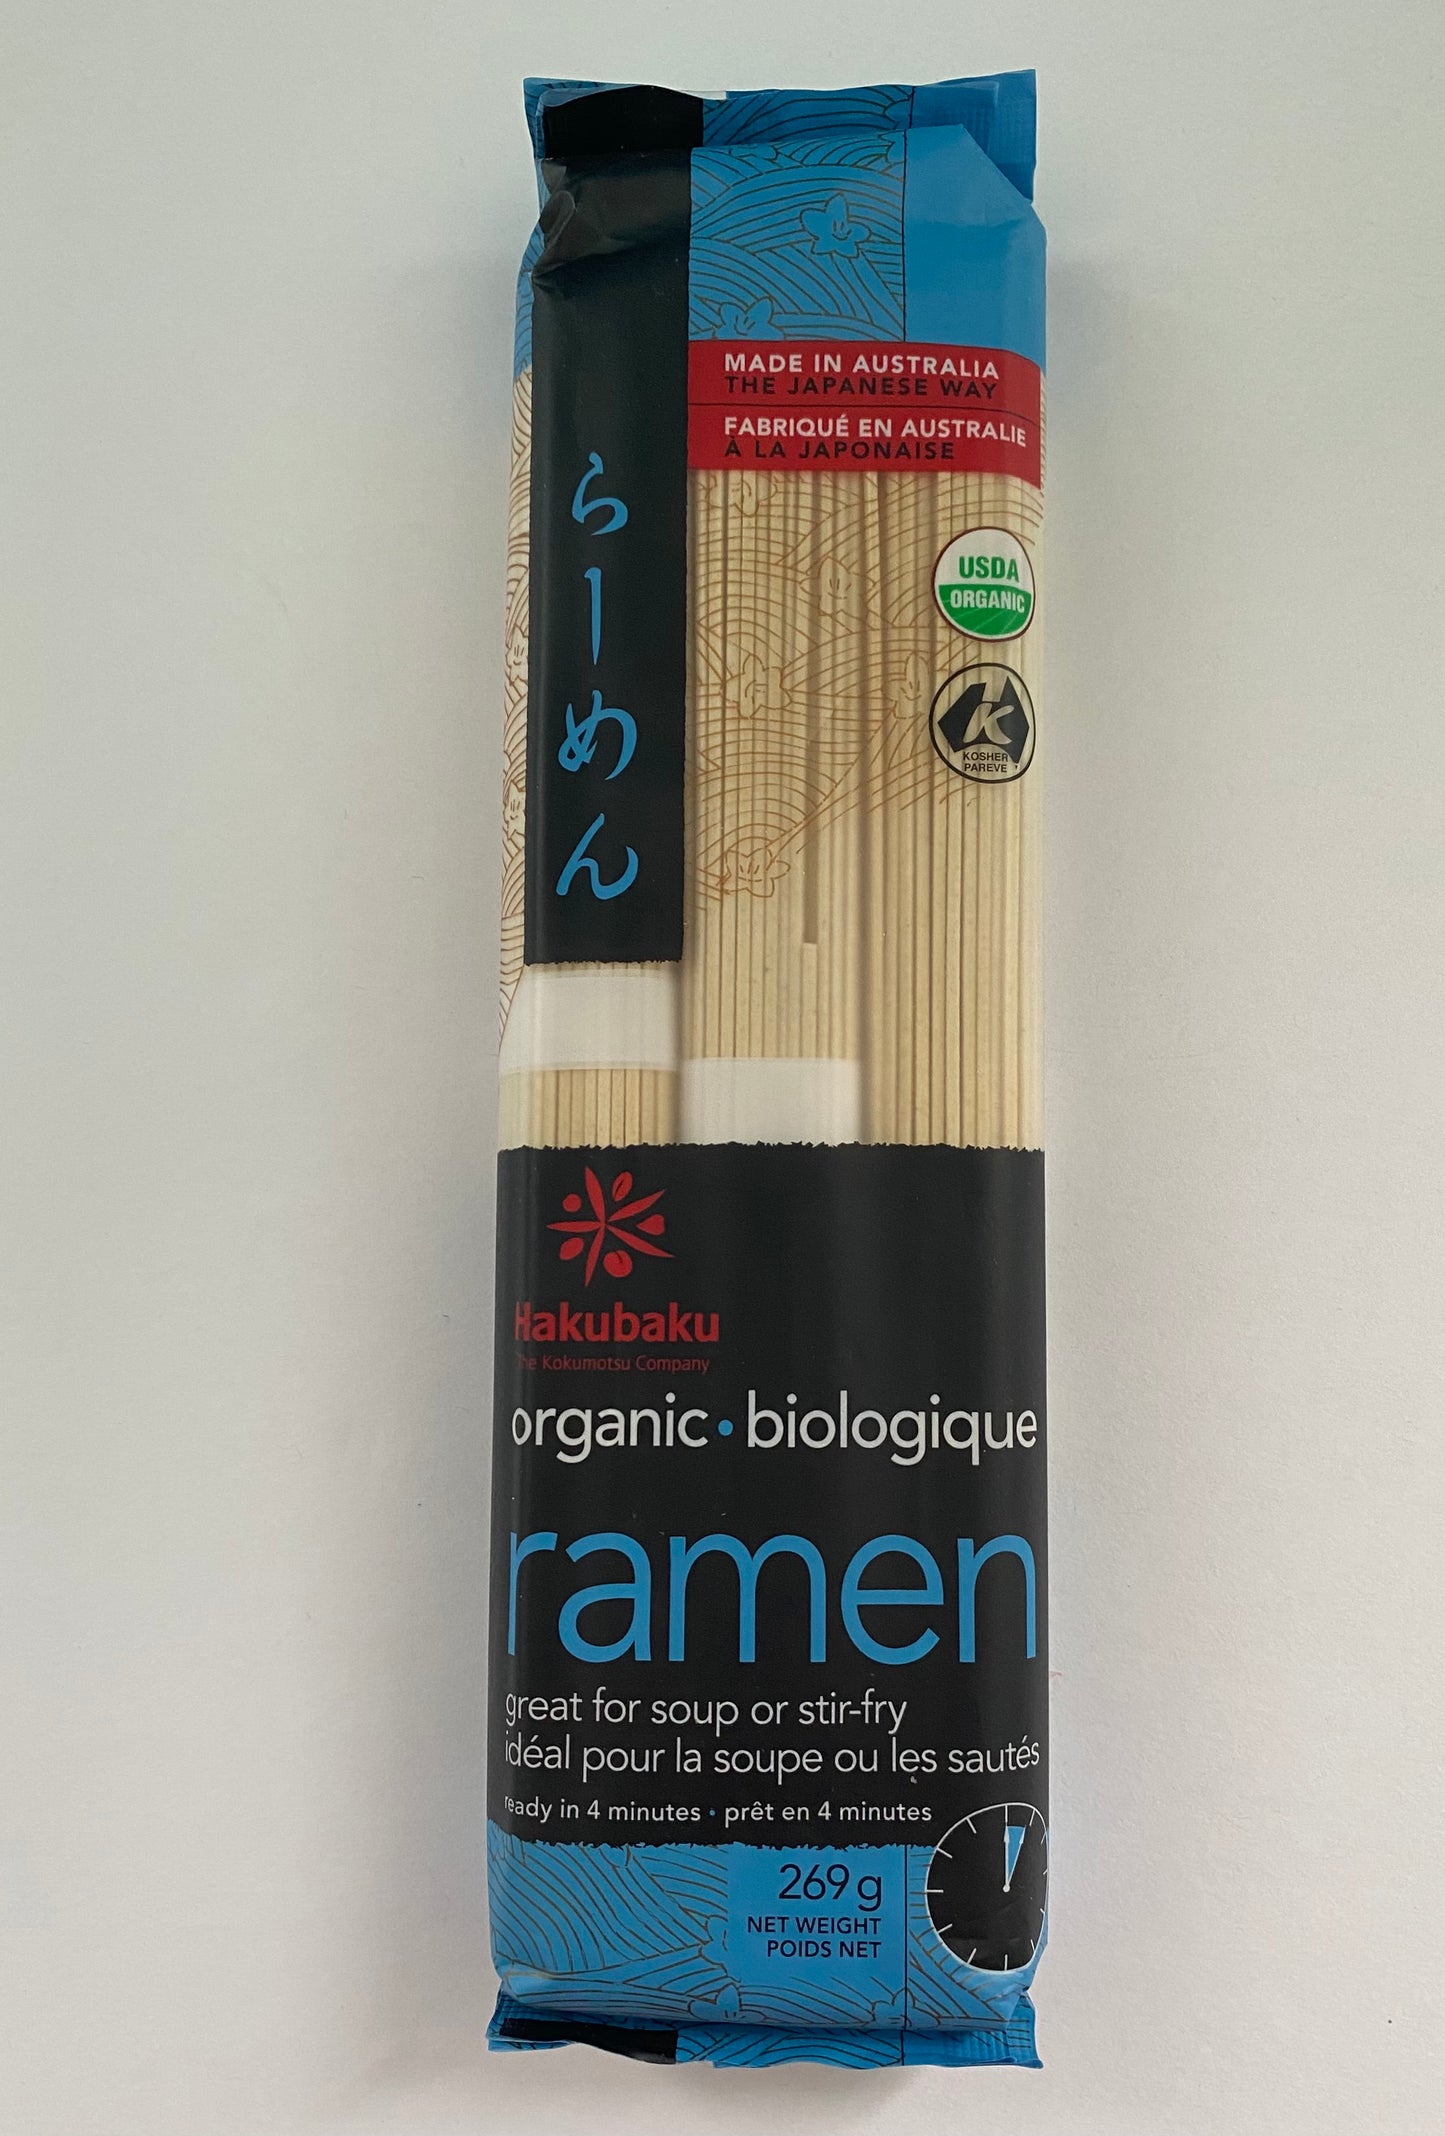 らーめん
MADE IN AUSTRALIA
THE JAPANESE WAY
FABRIQUÉ EN AUSTRALIE
À LA JAPONAISE
USDA
ORGANIC
K
KOSHER
PAREVE
Hakubaku
The Kokumotsu Company
organic • biologique
ramen
great for soup or stir-fry
idéal pour la soupe ou les sautés
ready in 4 minutes • prêt en 4 minutes
269 g
NET WEIGHT
POIDS NET